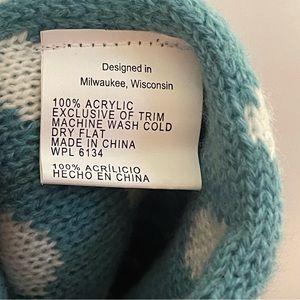 Designed in
Milwaukee, Wisconsin
100% ACRYLIC
EXCLUSIVE OF TRIM
MACHINE WASH COLD
DRY FLAT
MADE IN CHINA
WPL 6134
100% ACRÍLICIO
HECHO EN CHINA